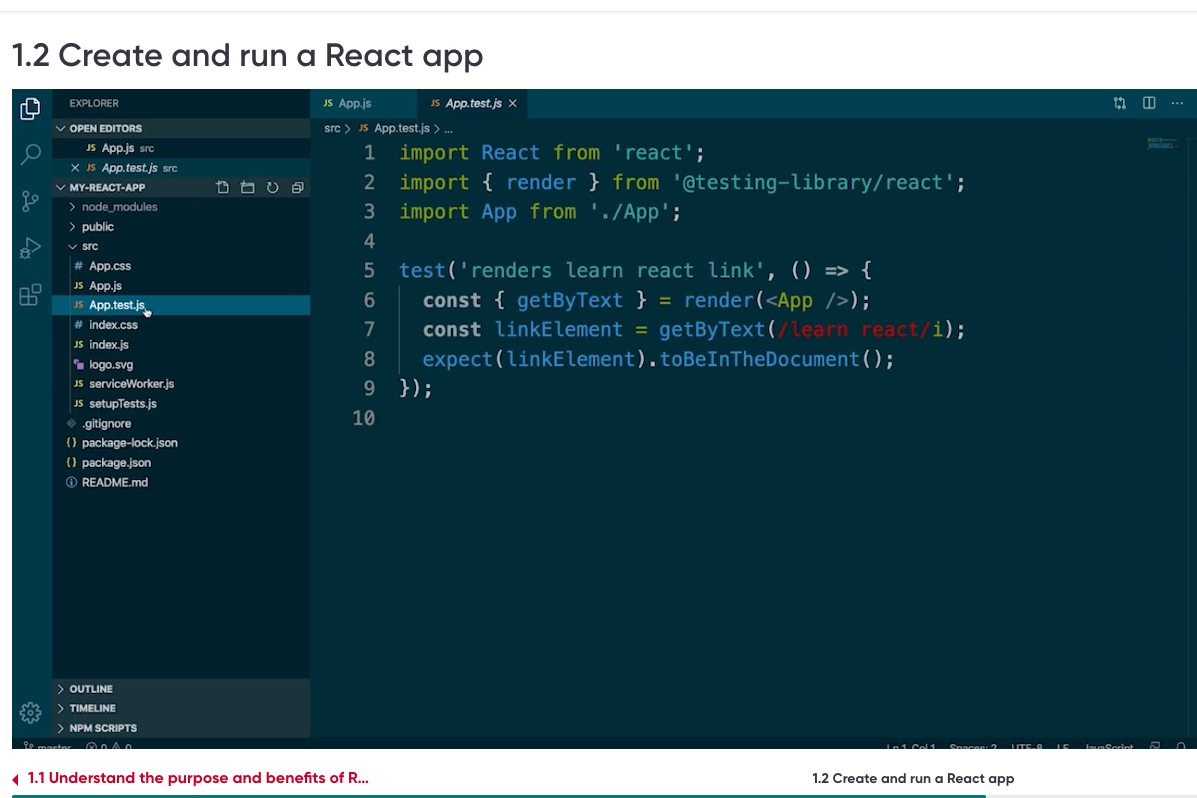 1.2 Create and run a React app
EXPLORER
OPEN EDITORS
JS App.js src
JS App.test.js src
MY-REACT-APP
node_modules
public
src
# App.css
JS App.js
JS App.test.js
# index.css
JS index.js
logo.svg
JS serviceWorker.js
JS setupTests.js
.gitignore
{} package-lock.json
{} package.json
README.md
OUTLINE
TIMELINE
NPM SCRIPTS
JS App.js
JS App.test.js
src > JS App.test.js > ...
1 import React from 'react';
2 import { render } from '@testing-library/react';
3 import App from './App';
4
5 test('renders learn react link', () => {
6 const { getByText } = render(<App />);
7 const linkElement = getByText(/learn react/i);
8 expect(linkElement).toBeInTheDocument();
9 });
10
master 0 0 Ln 1, Col 1 Spaces: 2 UTF-8 LF JavaScript
1.1 Understand the purpose and benefits of R...
1.2 Create and run a React app